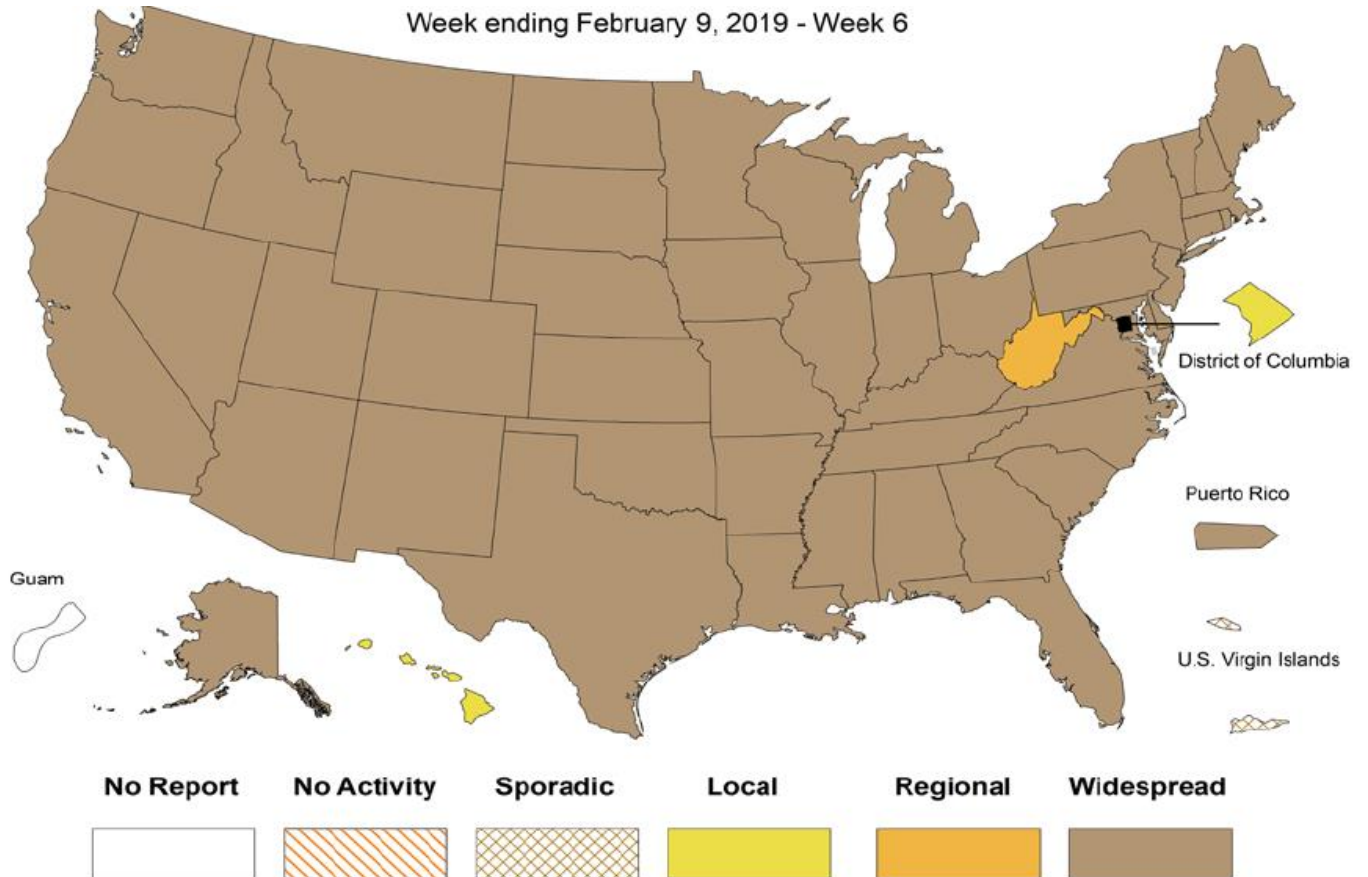 Week ending February 9, 2019 - Week 6
District of Columbia
Puerto Rico
Guam
U.S. Virgin Islands
No Report
No Activity
Sporadic
Local
Regional
Widespread